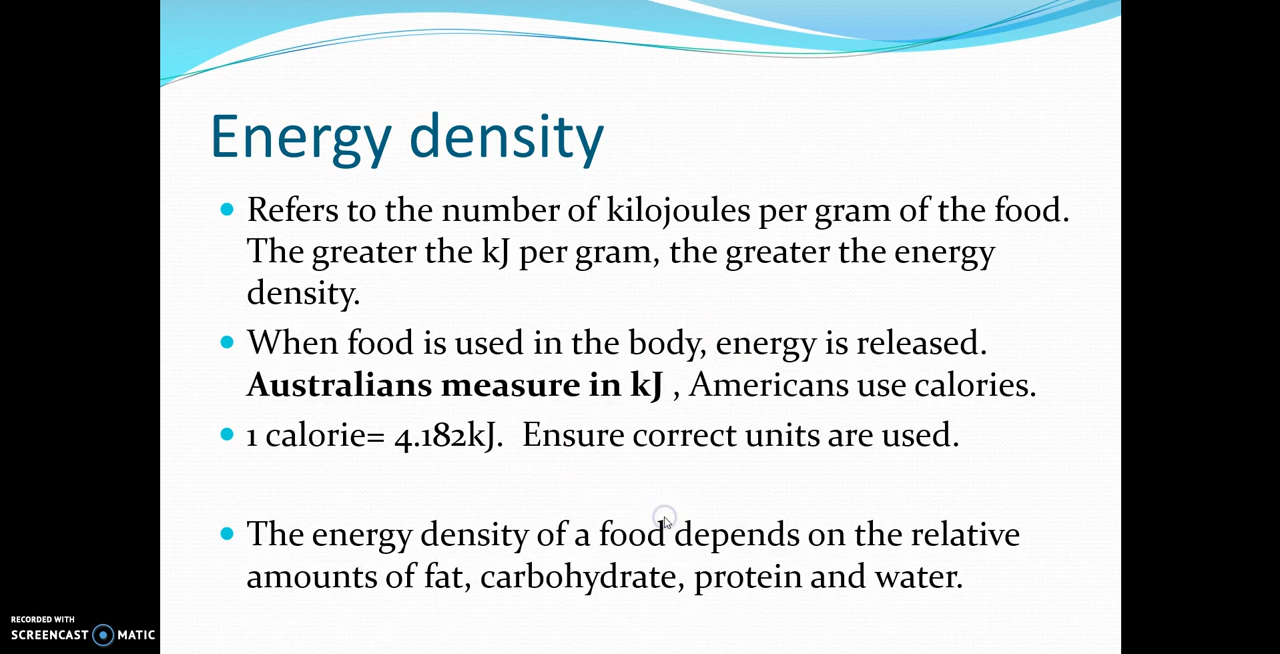 Energy density
Refers to the number of kilojoules per gram of the food.
The greater the kJ per gram, the greater the energy
density.
When food is used in the body, energy is released.
Australians measure in kJ , Americans use calories.
1 calorie= 4.182kJ.  Ensure correct units are used.
The energy density of a food depends on the relative
amounts of fat, carbohydrate, protein and water.
RECORDED WITH
SCREENCAST MATIC